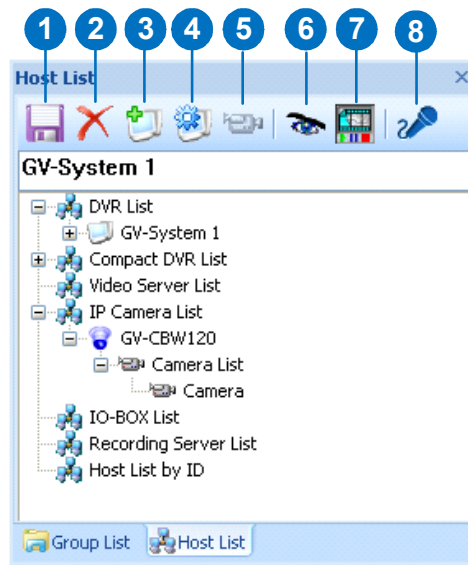 1 2 3 4 5 6 7 8
Host List
GV-System 1
DVR List
GV-System 1
Compact DVR List
Video Server List
IP Camera List
GV-CBW120
Camera List
Camera
IO-BOX List
Recording Server List
Host List by ID
Group List Host List